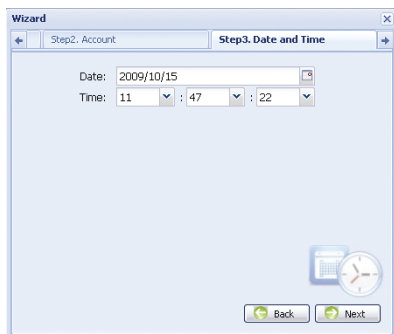 Wizard
Step2. Account Step3. Date and Time
Date: 2009/10/15
Time: 11 : 47 : 22
Back Next